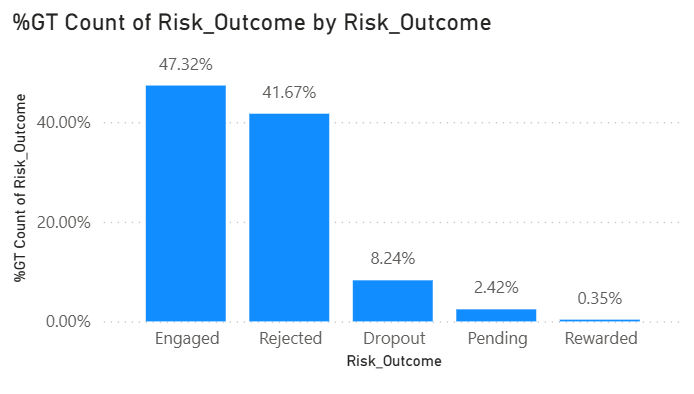 %GT Count of Risk_Outcome by Risk_Outcome
%GT Count of Risk_Outcome
40.00%
20.00%
0.00%
47.32%
41.67%
8.24%
2.42%
0.35%
Engaged
Rejected
Dropout
Pending
Rewarded
Risk_Outcome